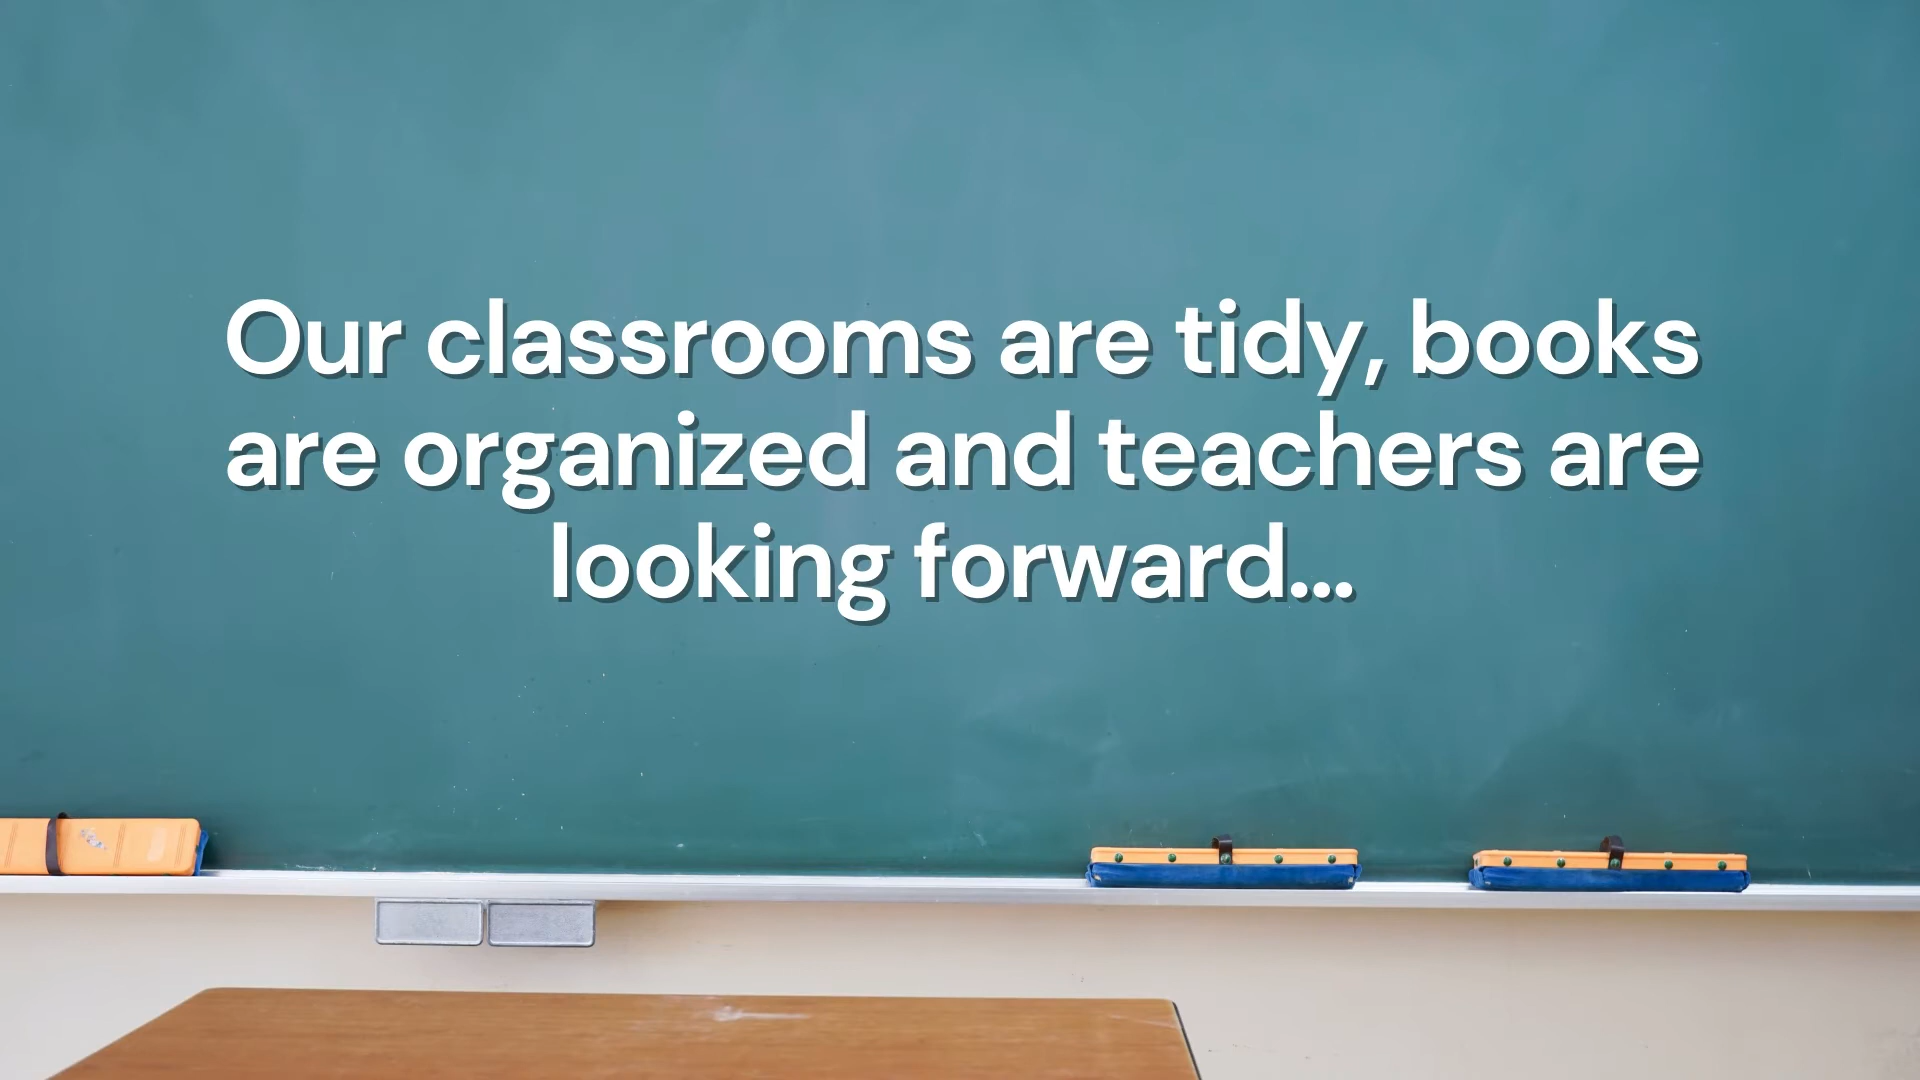 Our classrooms are tidy, books
are organized and teachers are
looking forward...